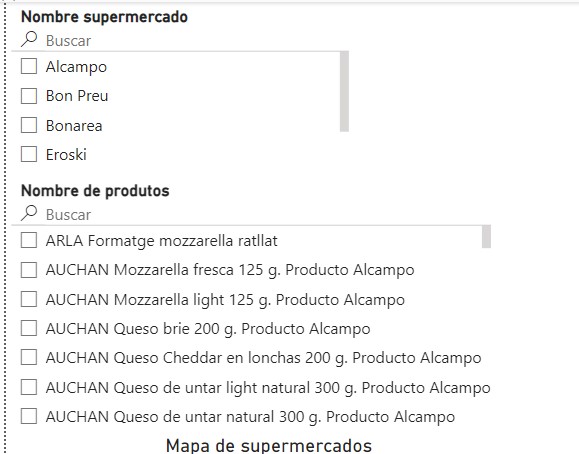 Nombre supermercado
Buscar
Alcampo
Bon Preu
Bonarea
Eroski
Nombre de produtos
Buscar
ARLA Formatge mozzarella ratllat
AUCHAN Mozzarella fresca 125 g. Producto Alcampo
AUCHAN Mozzarella light 125 g. Producto Alcampo
AUCHAN Queso brie 200 g. Producto Alcampo
AUCHAN Queso Cheddar en lonchas 200 g. Producto Alcampo
AUCHAN Queso de untar light natural 300 g. Producto Alcampo
AUCHAN Queso de untar natural 300 g. Producto Alcampo
Mapa de supermercados